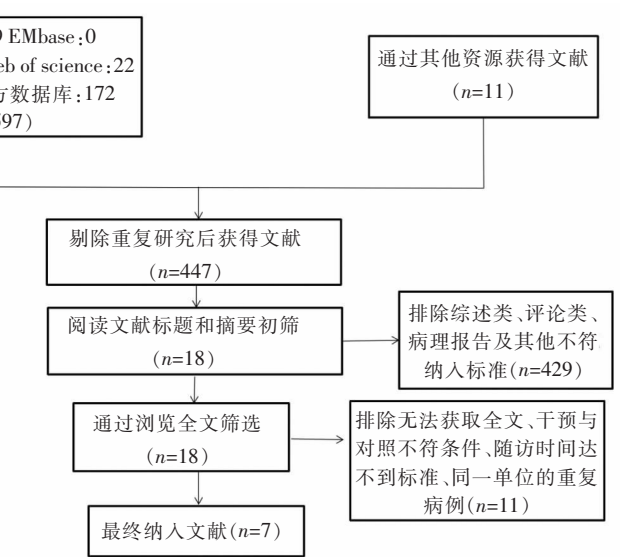 EMbase:0
of science:22
数据库:172
97)
通过其他资源获得文献
(n=11)
剔除重复研究后获得文献
(n=447)
阅读文献标题和摘要初筛
(n=18)
排除综述类、评论类、
病理报告及其他不符
纳入标准(n=429)
通过浏览全文筛选
(n=18)
排除无法获取全文、干预与
对照不符条件、随访时间达
不到标准、同一单位的重复
病例(n=11)
最终纳入文献(n=7)